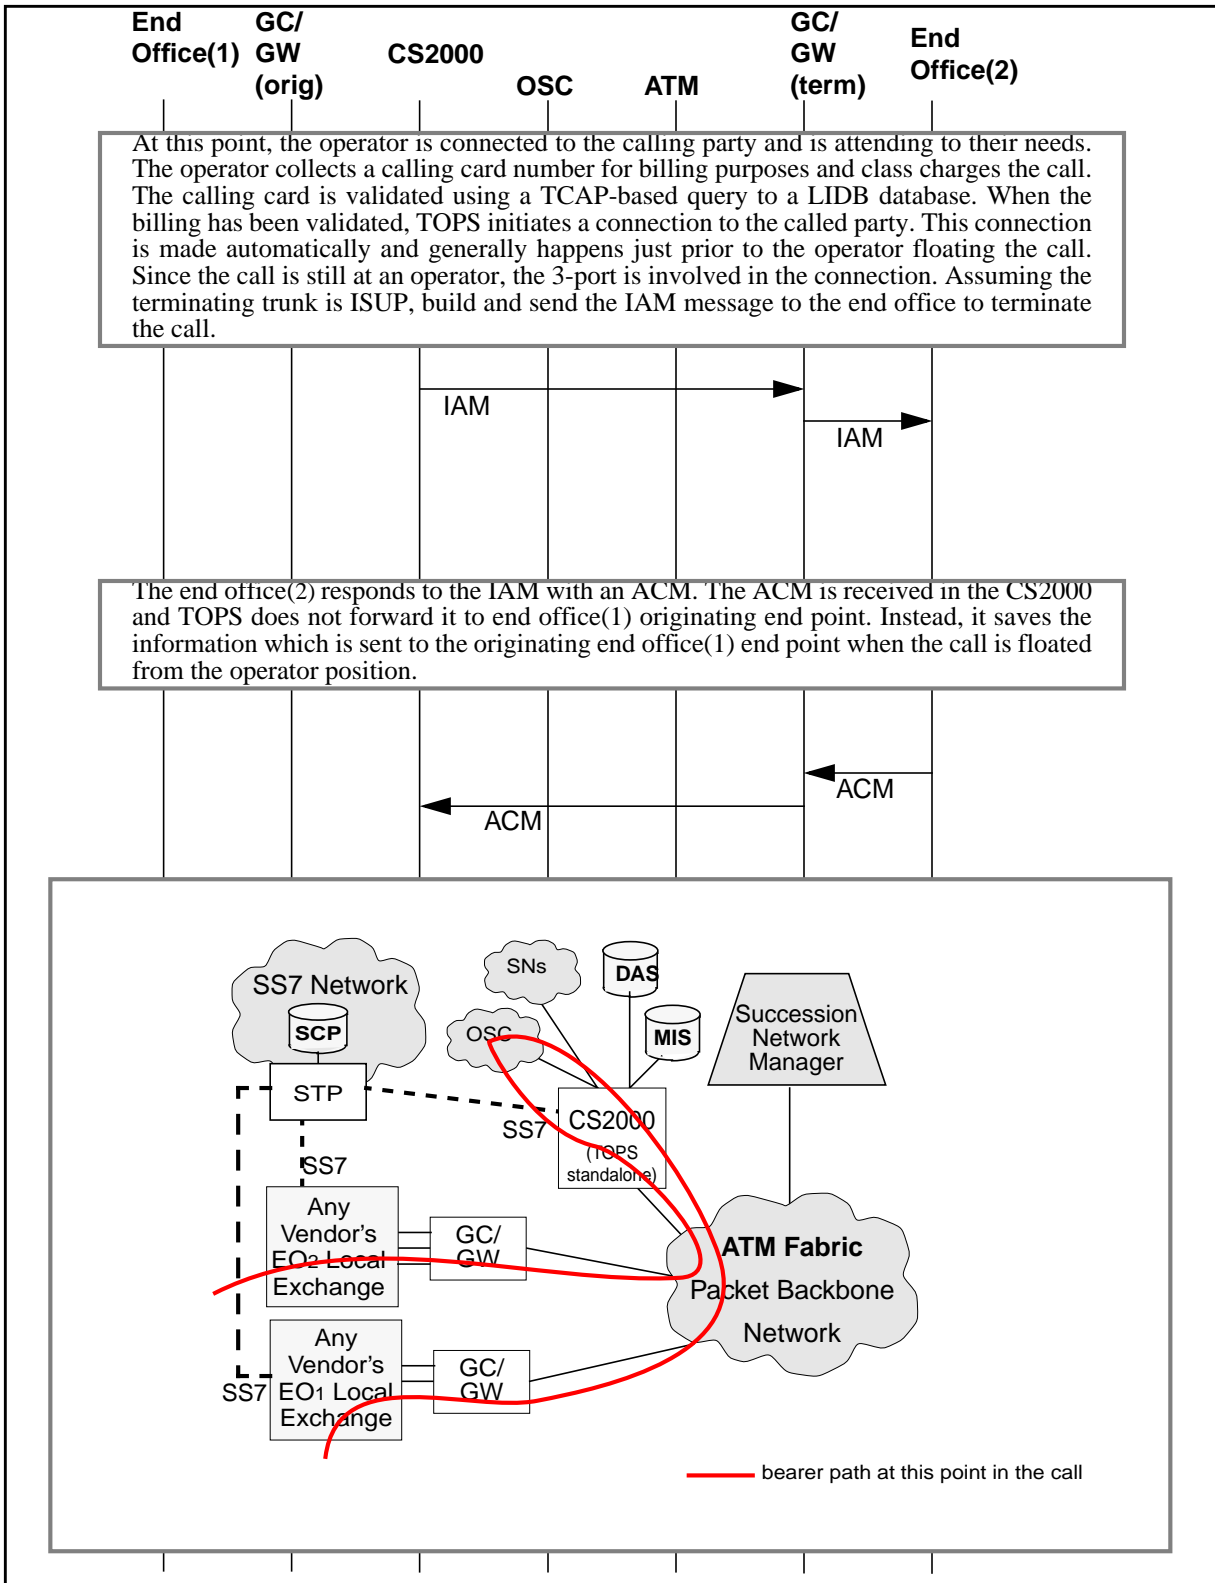 End
Office(1)
GC/
GW
(orig)
CS2000
OSC
ATM
GC/
GW
(term)
End
Office(2)
At this point, the operator is connected to the calling party and is attending to their needs.
The operator collects a calling card number for billing purposes and class charges the call.
The calling card is validated using a TCAP-based query to a LIDB database. When the
billing has been validated, TOPS initiates a connection to the called party. This connection
is made automatically and generally happens just prior to the operator floating the call.
Since the call is still at an operator, the 3-port is involved in the connection. Assuming the
terminating trunk is ISUP, build and send the IAM message to the end office to terminate
the call.
IAM
IAM
The end office(2) responds to the IAM with an ACM. The ACM is received in the CS2000
and TOPS does not forward it to end office(1) originating end point. Instead, it saves the
information which is sent to the originating end office(1) end point when the call is floated
from the operator position.
ACM
ACM
SS7 Network
SCP
STP
SNs
OSC
DAS
MIS
Succession
Network
Manager
SS7
CS2000
(TOPS
standalone)
SS7
Any
Vendor's
EO2 Local
Exchange
GC/
GW
ATM Fabric
Packet Backbone
Network
SS7
Any
Vendor's
EO1 Local
Exchange
GC/
GW
bearer path at this point in the call